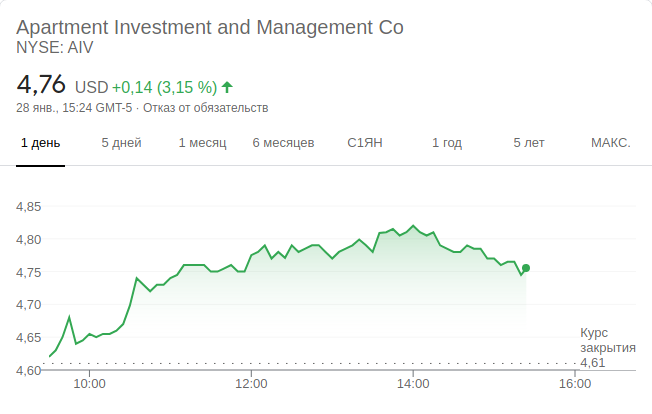 Apartment Investment and Management Co
NYSE: AIV
4,76 USD +0,14 (3,15 %)
28 янв., 15:24 GMT-5 · Отказ от обязательств
1 день 5 дней 1 месяц 6 месяцев С1ЯН 1 год 5 лет МАКС.
4,85
4,80
4,75
4,70
4,65
4,60
Курс
закрытия
4,61
10:00 12:00 14:00 16:00